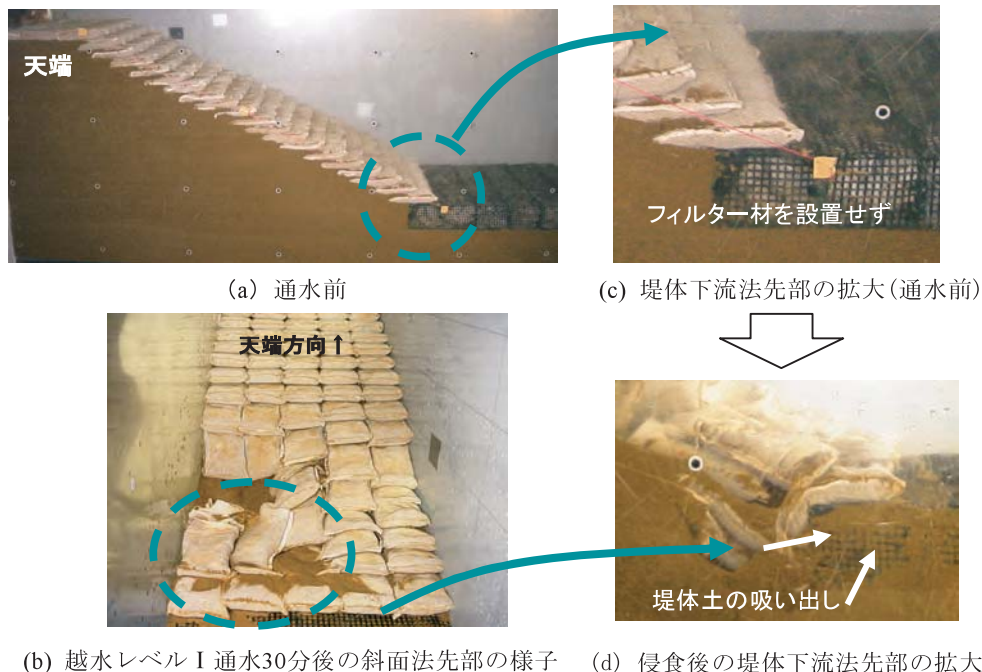 天端
(a) 通水前
フィルター材を設置せず
(c) 堤体下流法先部の拡大(通水前)
天端方向↑
(b) 越水レベルⅠ通水30分後の斜面法先部の様子
堤体土の吸い出し
(d) 侵食後の堤体下流法先部の拡大